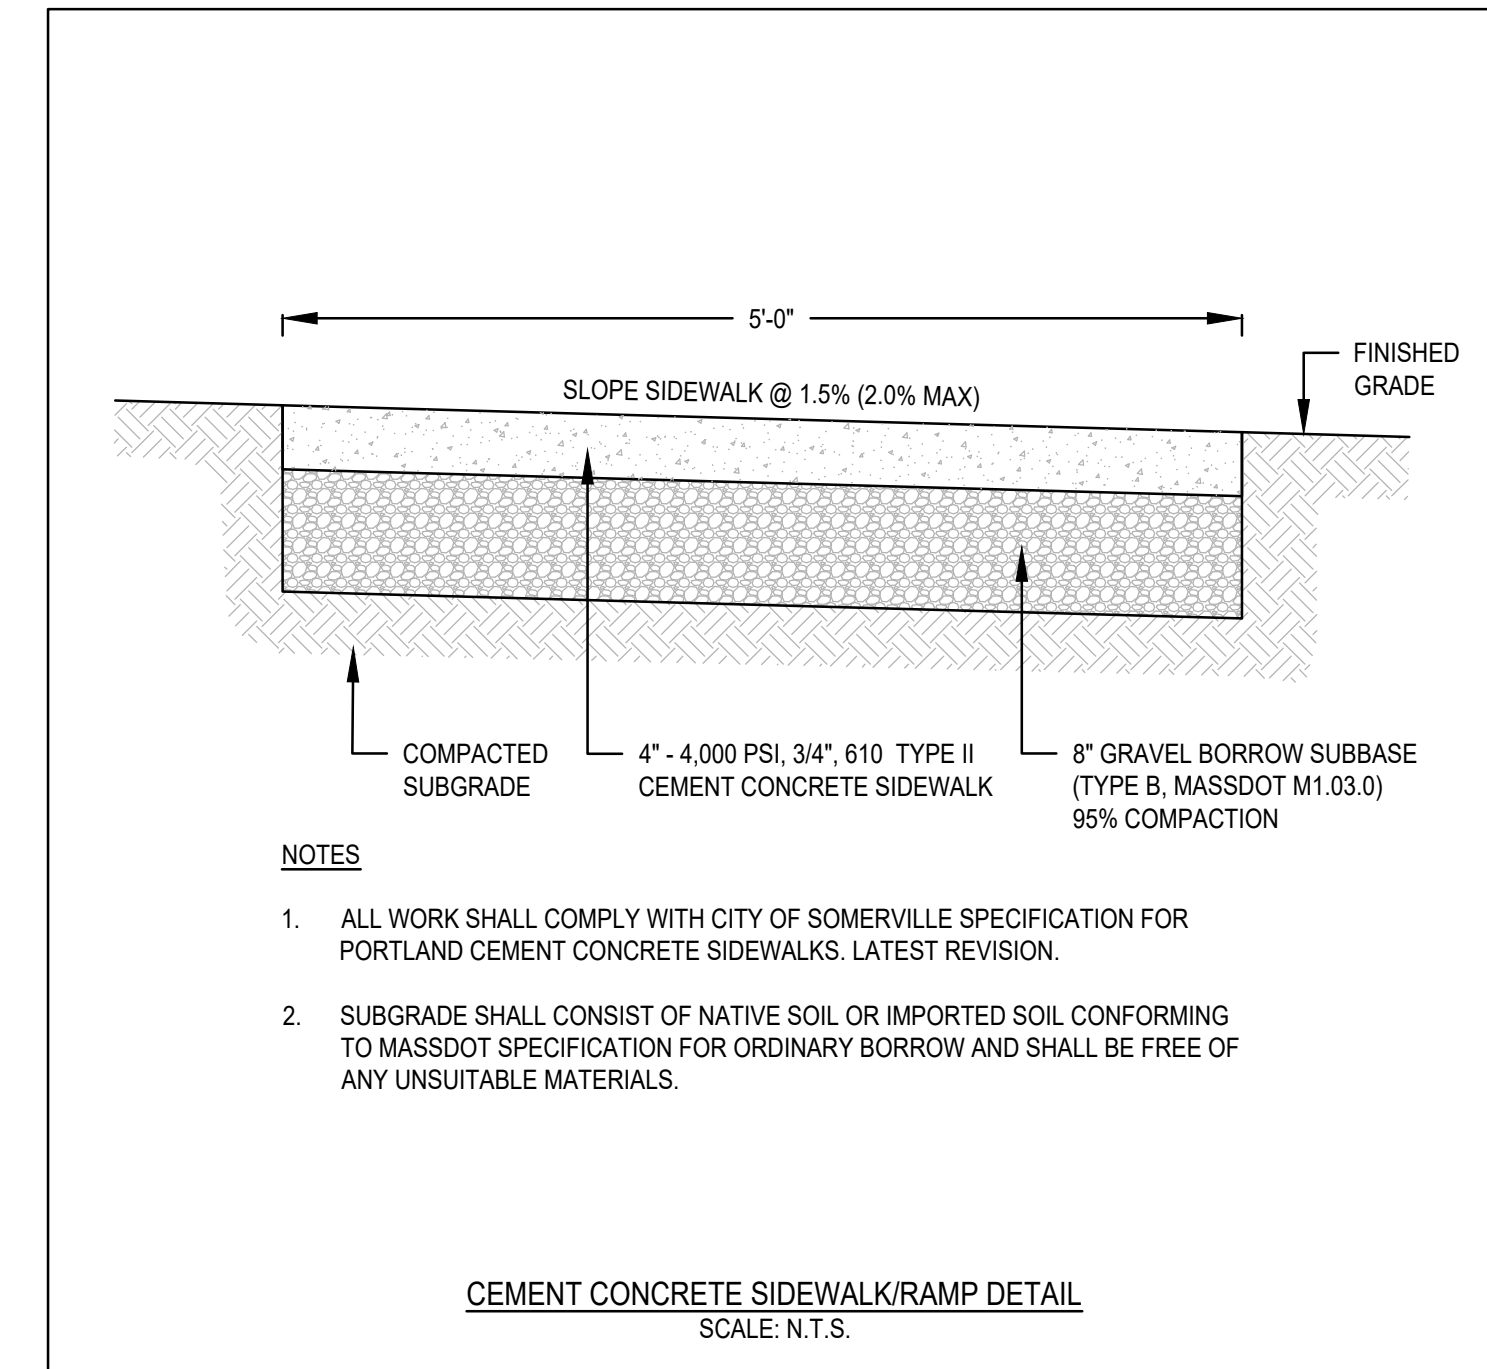 5'-0"
FINISHED
GRADE
SLOPE SIDEWALK @ 1.5% (2.0% MAX)
COMPACTED
SUBGRADE
4" - 4,000 PSI, 3/4", 610 TYPE II
CEMENT CONCRETE SIDEWALK
8" GRAVEL BORROW SUBBASE
(TYPE B, MASSDOT M1.03.0)
95% COMPACTION
NOTES
1. ALL WORK SHALL COMPLY WITH CITY OF SOMERVILLE SPECIFICATION FOR
PORTLAND CEMENT CONCRETE SIDEWALKS. LATEST REVISION.
2. SUBGRADE SHALL CONSIST OF NATIVE SOIL OR IMPORTED SOIL CONFORMING
TO MASSDOT SPECIFICATION FOR ORDINARY BORROW AND SHALL BE FREE OF
ANY UNSUITABLE MATERIALS.
CEMENT CONCRETE SIDEWALK/RAMP DETAIL
SCALE: N.T.S.